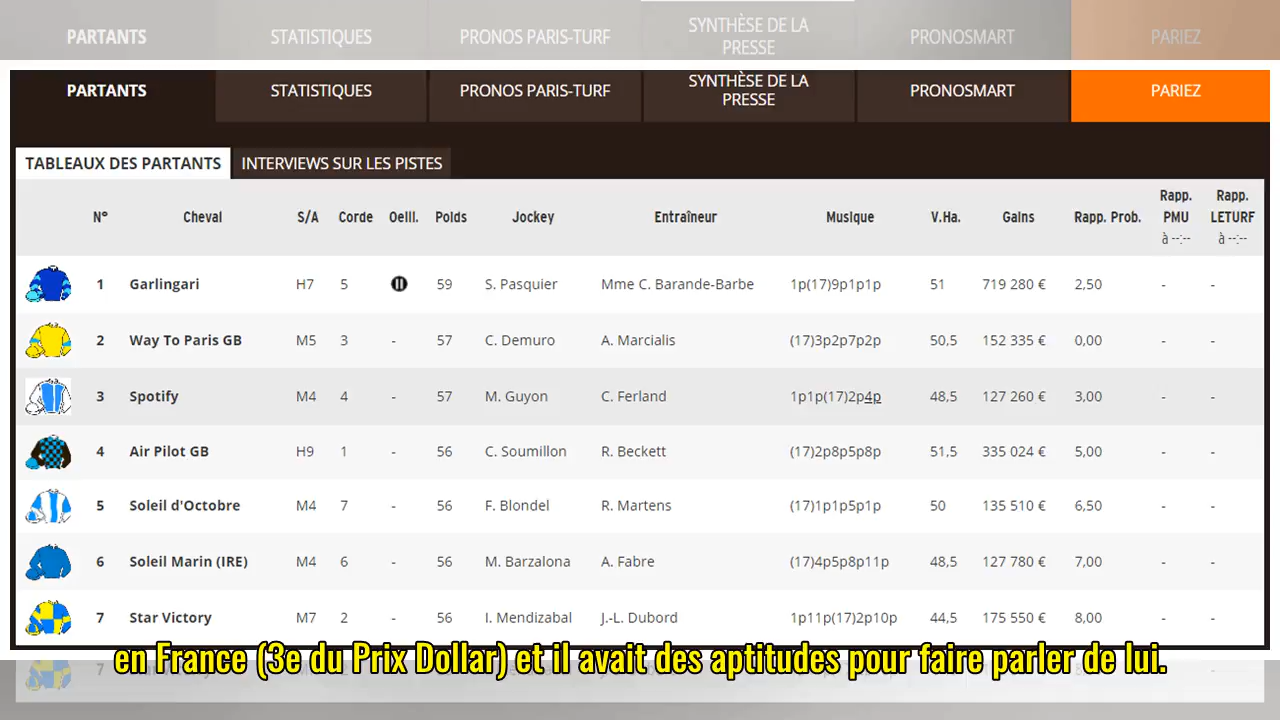 PARTANTS STATISTIQUES PRONOS PARIS-TURF SYNTHÈSE DE LA PRESSE PRONOSMART PARIEZ
PARTANTS STATISTIQUES PRONOS PARIS-TURF SYNTHÈSE DE LA PRESSE PRONOSMART PARIEZ
TABLEAUX DES PARTANTS INTERVIEWS SUR LES PISTES
N° Cheval S/A Corde Oeill. Poids Jockey Entraîneur Musique V.Ha. Gains Rapp. Prob. Rapp. PMU à --:-- Rapp. LETURF à --:--
1 Garlingari H7 5 59 S. Pasquier Mme C. Barande-Barbe 1p(17)9p1p1p 51 719 280 € 2,50 - -
2 Way To Paris GB M5 3 - 57 C. Demuro A. Marcialis (17)3p2p7p2p 50,5 152 335 € 0,00 - -
3 Spotify M4 4 - 57 M. Guyon C. Ferland 1p1p(17)2p4p 48,5 127 260 € 3,00 - -
4 Air Pilot GB H9 1 - 56 C. Soumillon R. Beckett (17)2p8p5p8p 51,5 335 024 € 5,00 - -
5 Soleil d'Octobre M4 7 - 56 F. Blondel R. Martens (17)1p1p5p1p 50 135 510 € 6,50 - -
6 Soleil Marin (IRE) M4 6 - 56 M. Barzalona A. Fabre (17)4p5p8p11p 48,5 127 780 € 7,00 - -
7 Star Victory M7 2 - 56 I. Mendizabal J.-L. Dubord 1p11p(17)2p10p 44,5 175 550 € 8,00 - -
en France (3e du Prix Dollar) et il avait des aptitudes pour faire parler de lui.